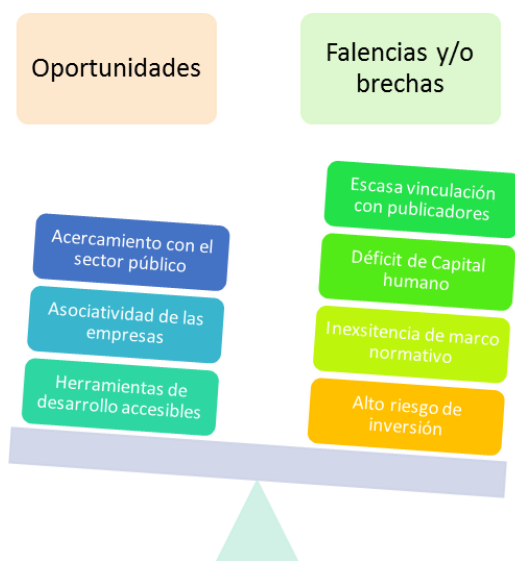 Oportunidades
Falencias y/o
brechas
Acercamiento con el
sector público
Asociatividad de las
empresas
Herramientas de
desarrollo accesibles
Escasa vinculación
con publicadores
Déficit de Capital
humano
Inexsitencia de marco
normativo
Alto riesgo de
inversión